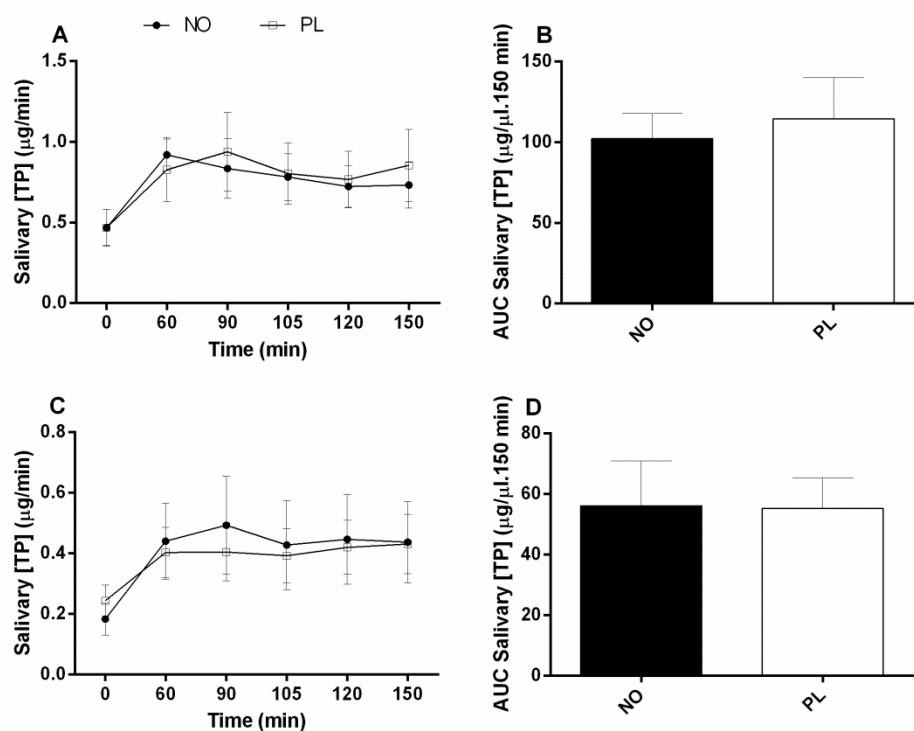 NO PL
A
Salivary [TP] (µg/min)
1.5
1.0
0.5
0.0
0 60 90 105 120 150
Time (min)
B
AUC Salivary [TP] (µg/µl.150 min)
150
100
50
0
NO PL
C
Salivary [TP] (µg/min)
0.8
0.6
0.4
0.2
0.0
0 60 90 105 120 150
Time (min)
D
AUC Salivary [TP] (µg/µl.150 min)
80
60
40
20
0
NO PL